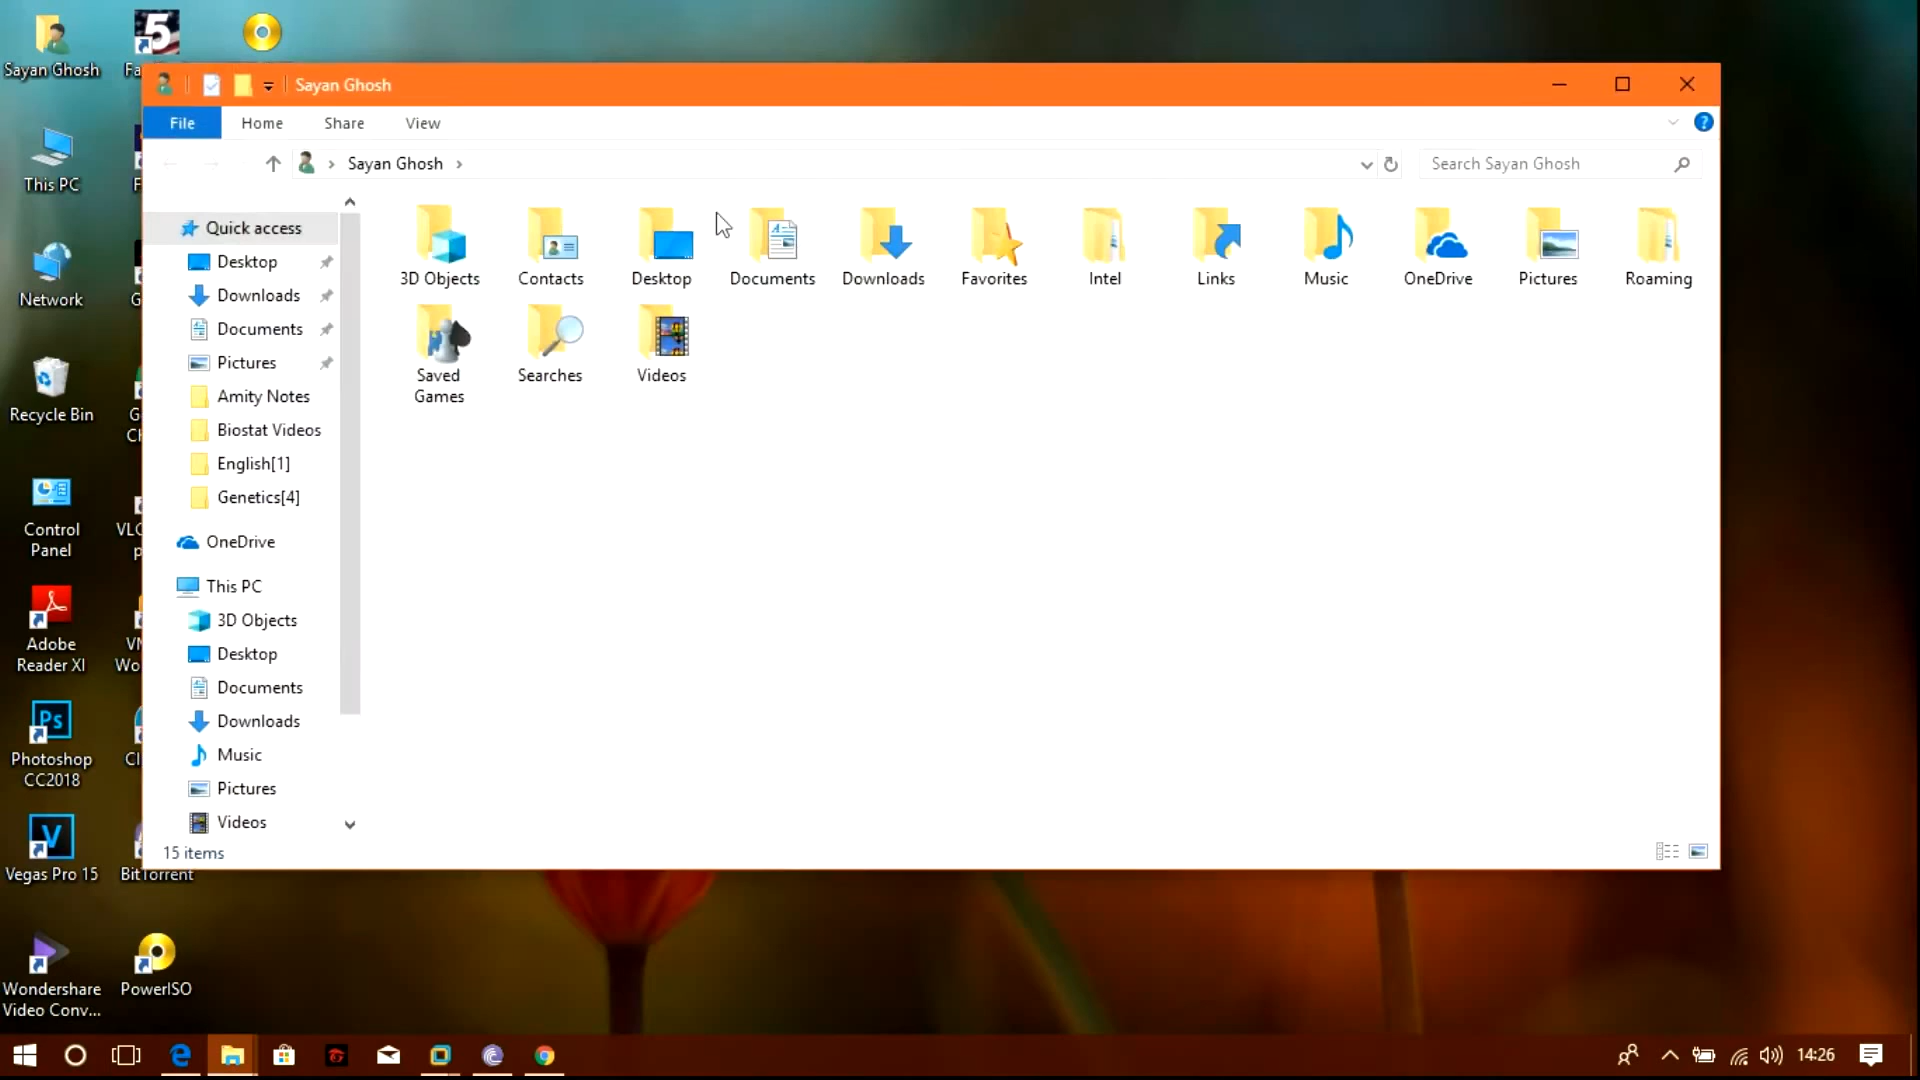 Sayan Ghosh
Sayan Ghosh
File
Home
Share
View
Sayan Ghosh
Search Sayan Ghosh
Quick access
Desktop
Downloads
Documents
Pictures
Amity Notes
Biostat Videos
English[1]
Genetics[4]
OneDrive
This PC
3D Objects
Desktop
Documents
Downloads
Music
Pictures
Videos
3D Objects
Contacts
Desktop
Documents
Downloads
Favorites
Intel
Links
Music
OneDrive
Pictures
Roaming
Saved
Games
Searches
Videos
15 items
This PC
Network
Recycle Bin
Control
Panel
Adobe
Reader XI
Ps
Photoshop
CC2018
V
Vegas Pro 15
BitTorrent
Wondershare
Video Conv...
PowerISO
5
14:26